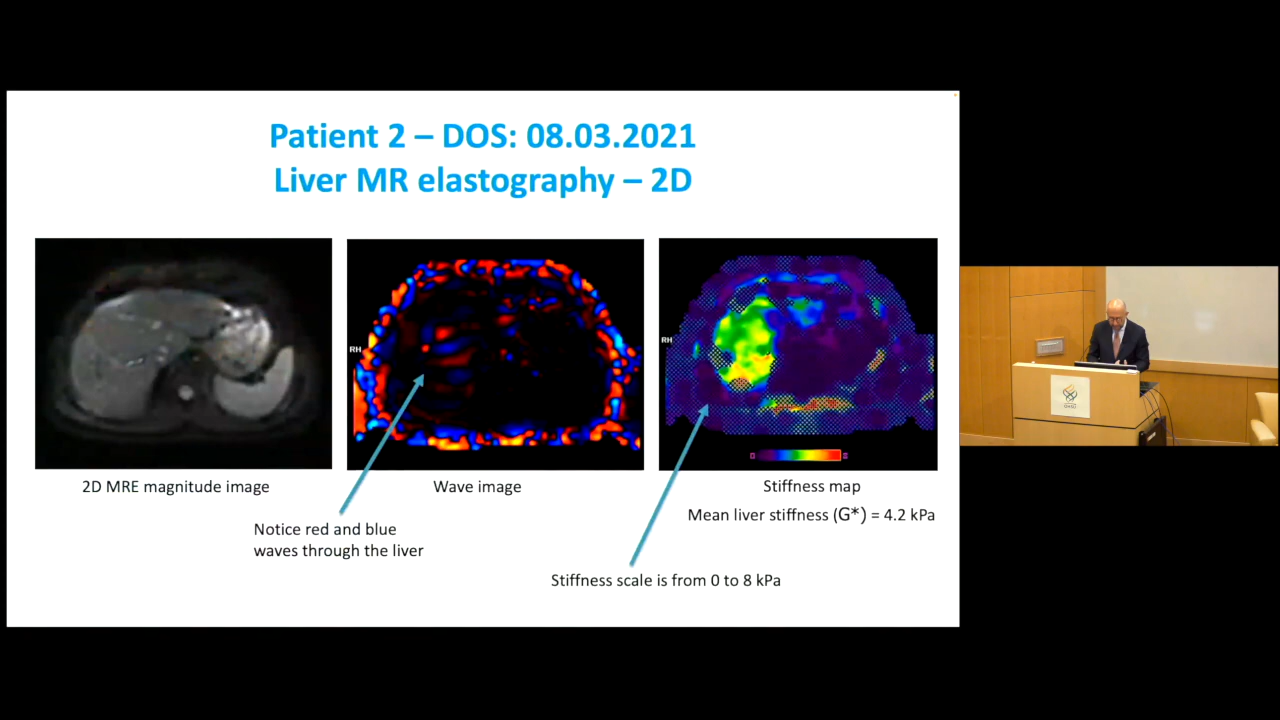 Patient 2 – DOS: 08.03.2021
Liver MR elastography – 2D
RH
RH
2D MRE magnitude image
Wave image
Stiffness map
Mean liver stiffness (G*) = 4.2 kPa
Notice red and blue
waves through the liver
Stiffness scale is from 0 to 8 kPa